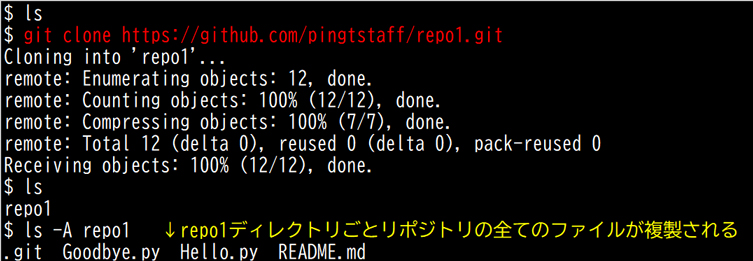 $ ls
$ git clone https://github.com/pingtstaff/repo1.git
Cloning into 'repo1'...
remote: Enumerating objects: 12, done.
remote: Counting objects: 100% (12/12), done.
remote: Compressing objects: 100% (7/7), done.
remote: Total 12 (delta 0), reused 0 (delta 0), pack-reused 0
Receiving objects: 100% (12/12), done.
$ ls
repo1
$ ls -A repo1 ↓repo1ディレクトリごとリポジトリの全てのファイルが複製される
.git Goodbye.py Hello.py README.md